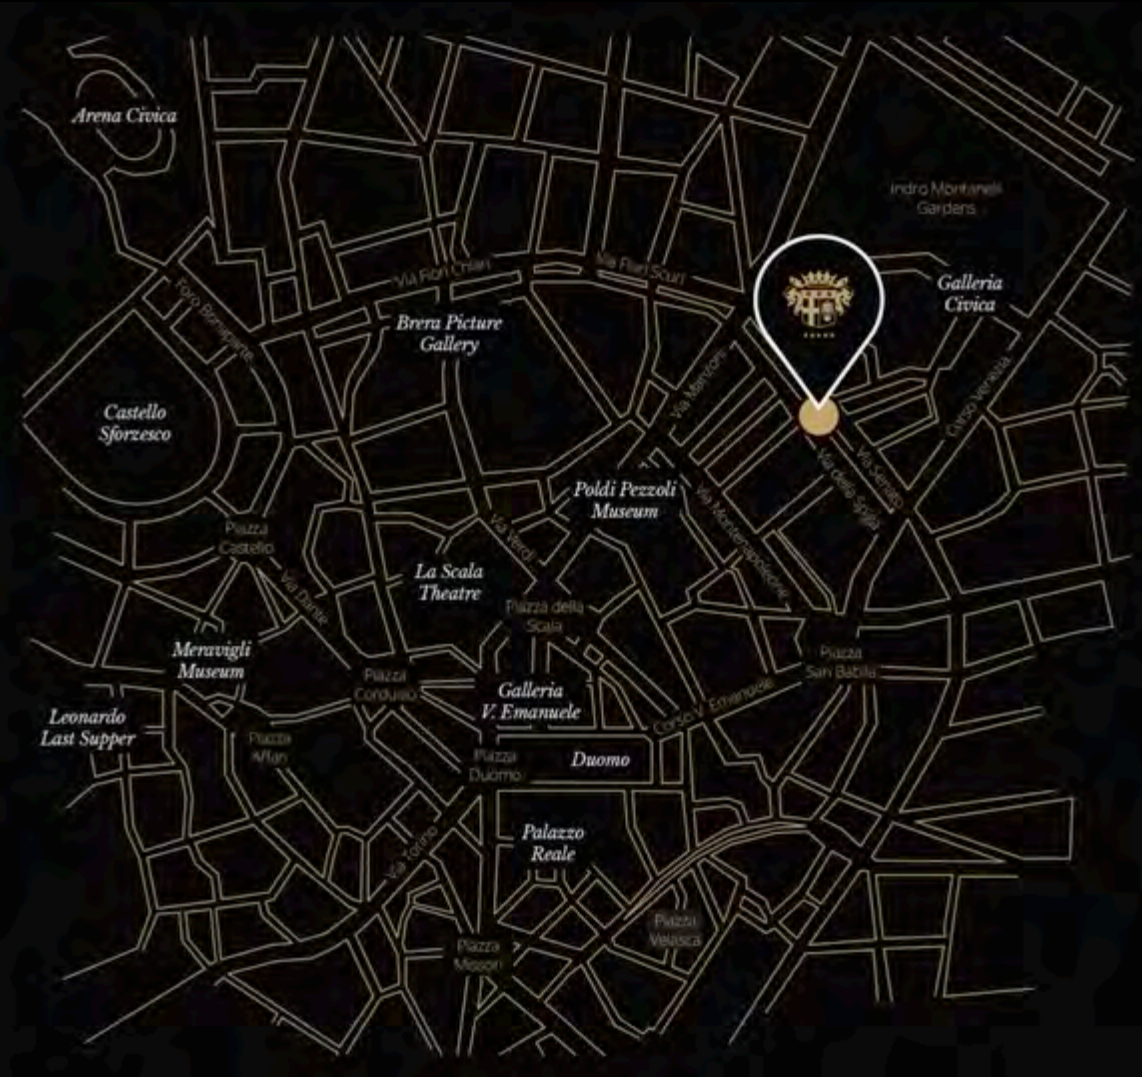 Arena Civica
Indro Montanelli
Gardens
Via Fiori Chiari
Via Fiori Scuri
Galleria
Civica
Foro Bonaparte
Brera Picture
Gallery
Via Manzoni
Corso Venezia
Castello
Sforzesco
Via Senato
Via della Spiga
Poldi Pezzoli
Museum
Via Montenapoleone
Piazza
Castello
Via Verdi
La Scala
Theatre
Via Dante
Piazza della
Scala
Meravigli
Museum
Piazza
San Babila
Piazza
Cordusio
Galleria
V. Emanuele
Corso V. Emanuele
Leonardo
Last Supper
Piazza
Affari
Piazza
Duomo
Duomo
Via Torino
Palazzo
Reale
Piazza
Velasca
Piazza
Missori